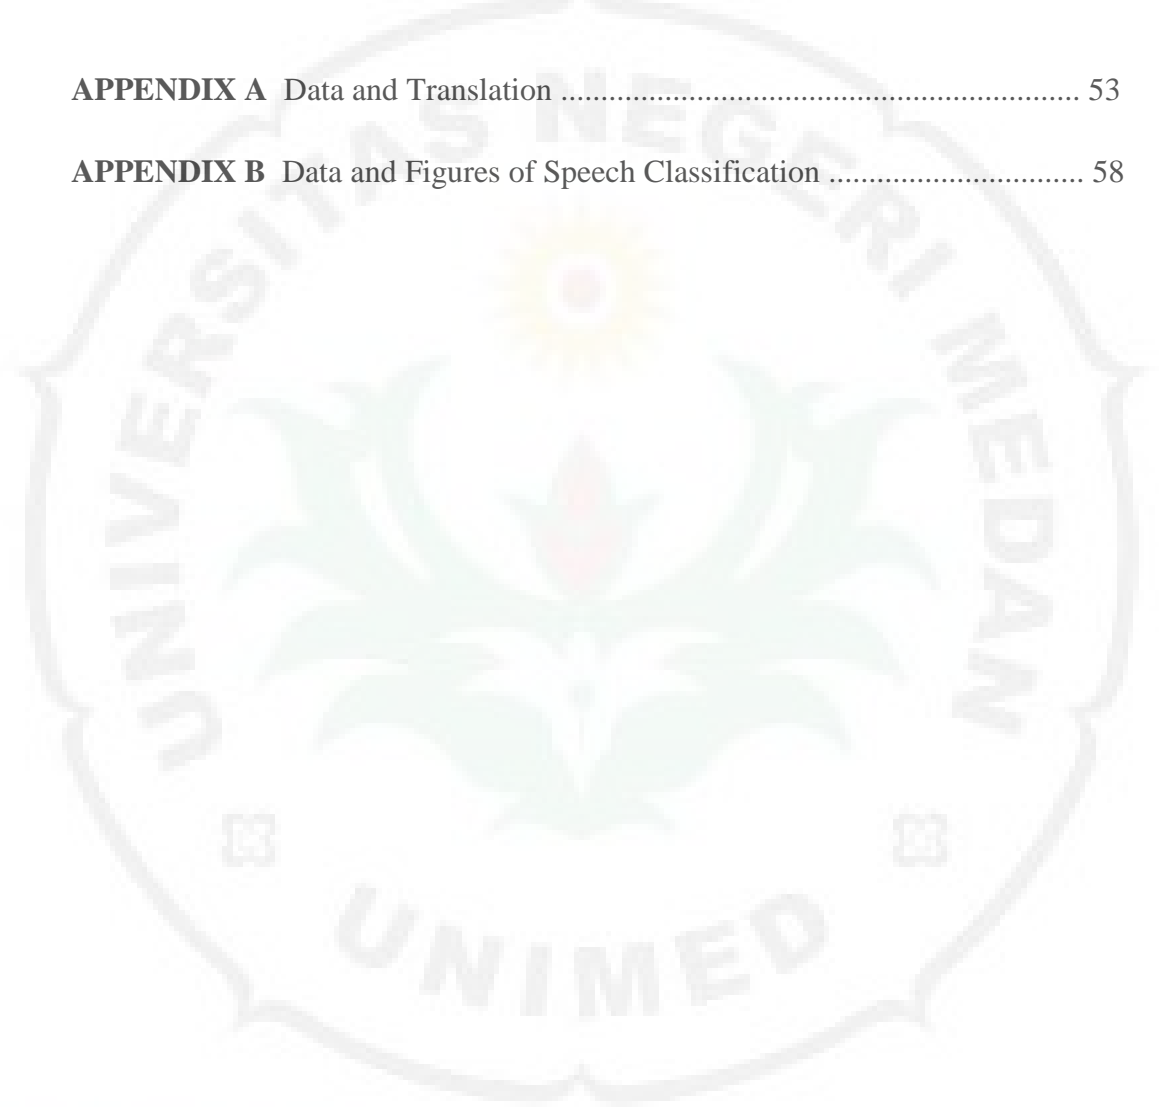 APPENDIX A Data and Translation ................................................................. 53
APPENDIX B Data and Figures of Speech Classification ................................ 58
UNIVERSITAS NEGERI MEDAN
UNIMED